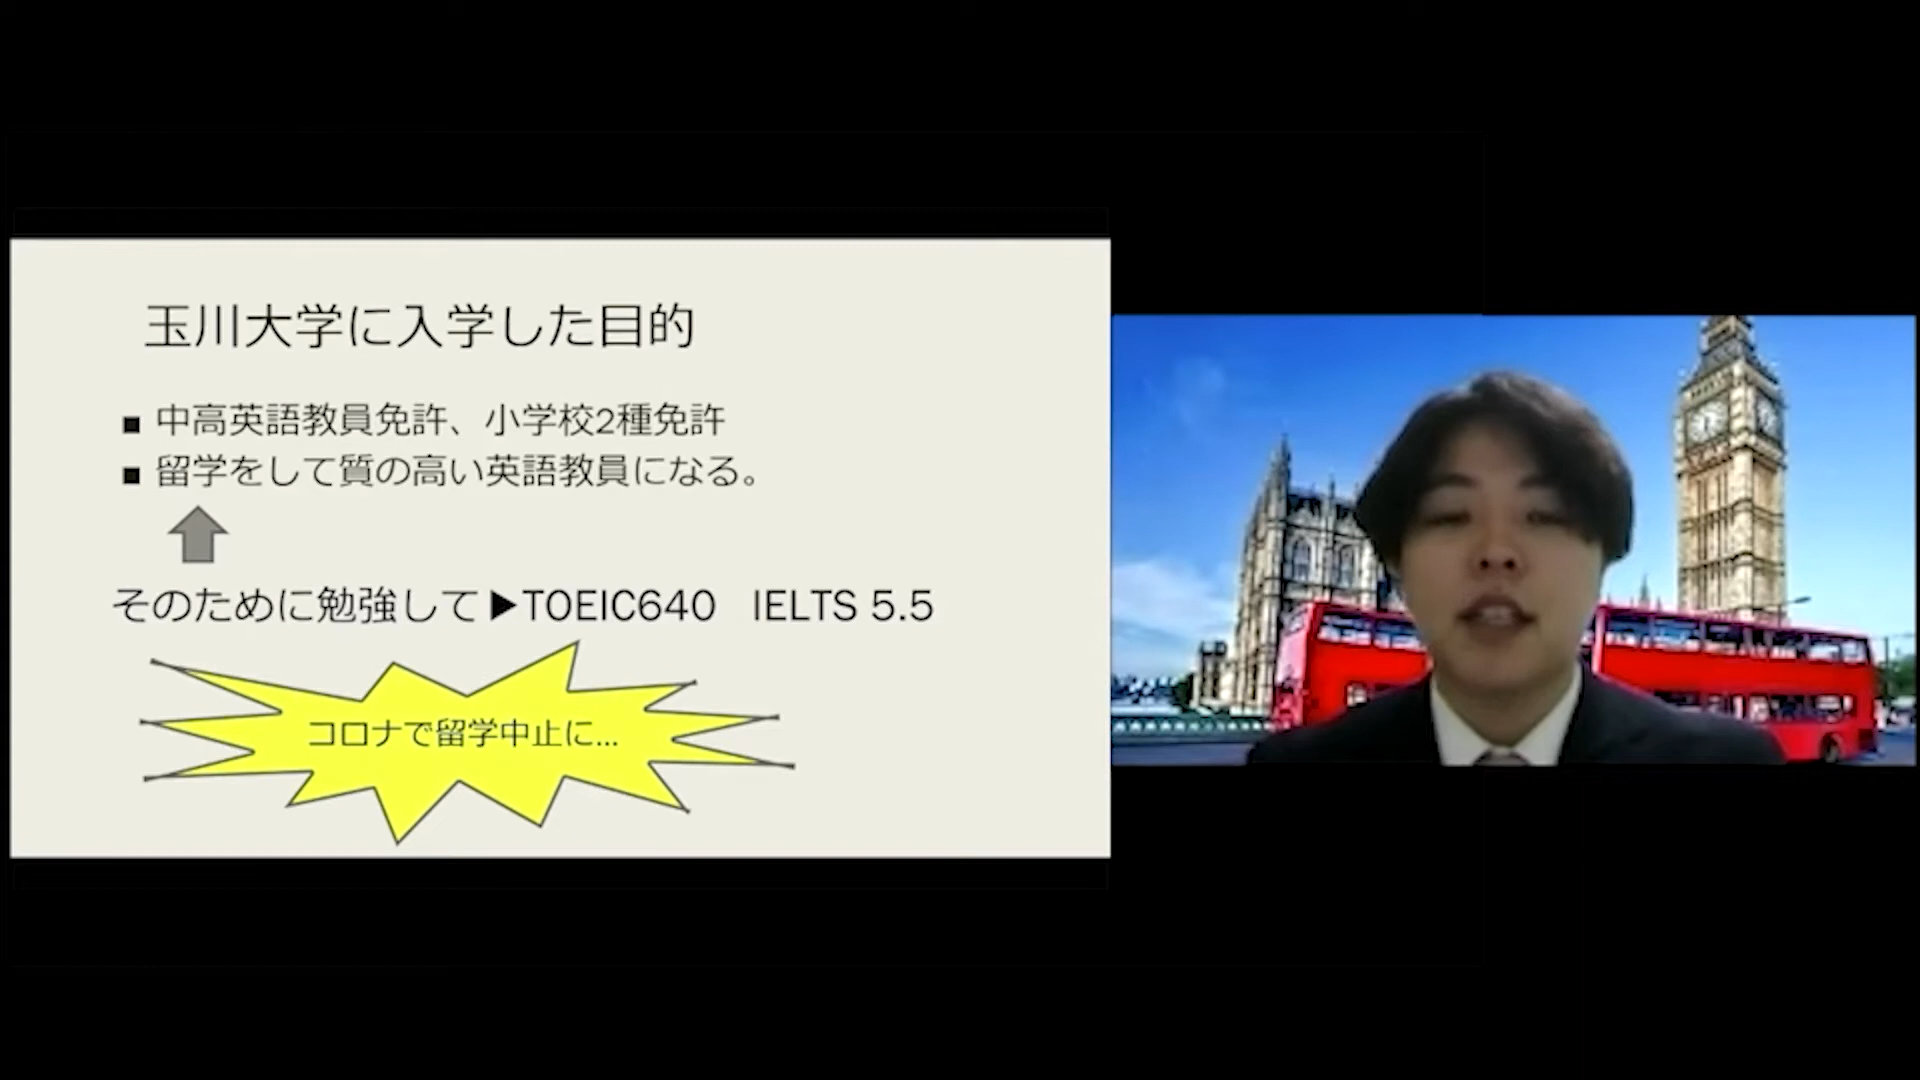 玉川大学に入学した目的
■ 中高英語教員免許、小学校2種免許
■ 留学をして質の高い英語教員になる。
そのために勉強して▶TOEIC640 IELTS 5.5
コロナで留学中止に...